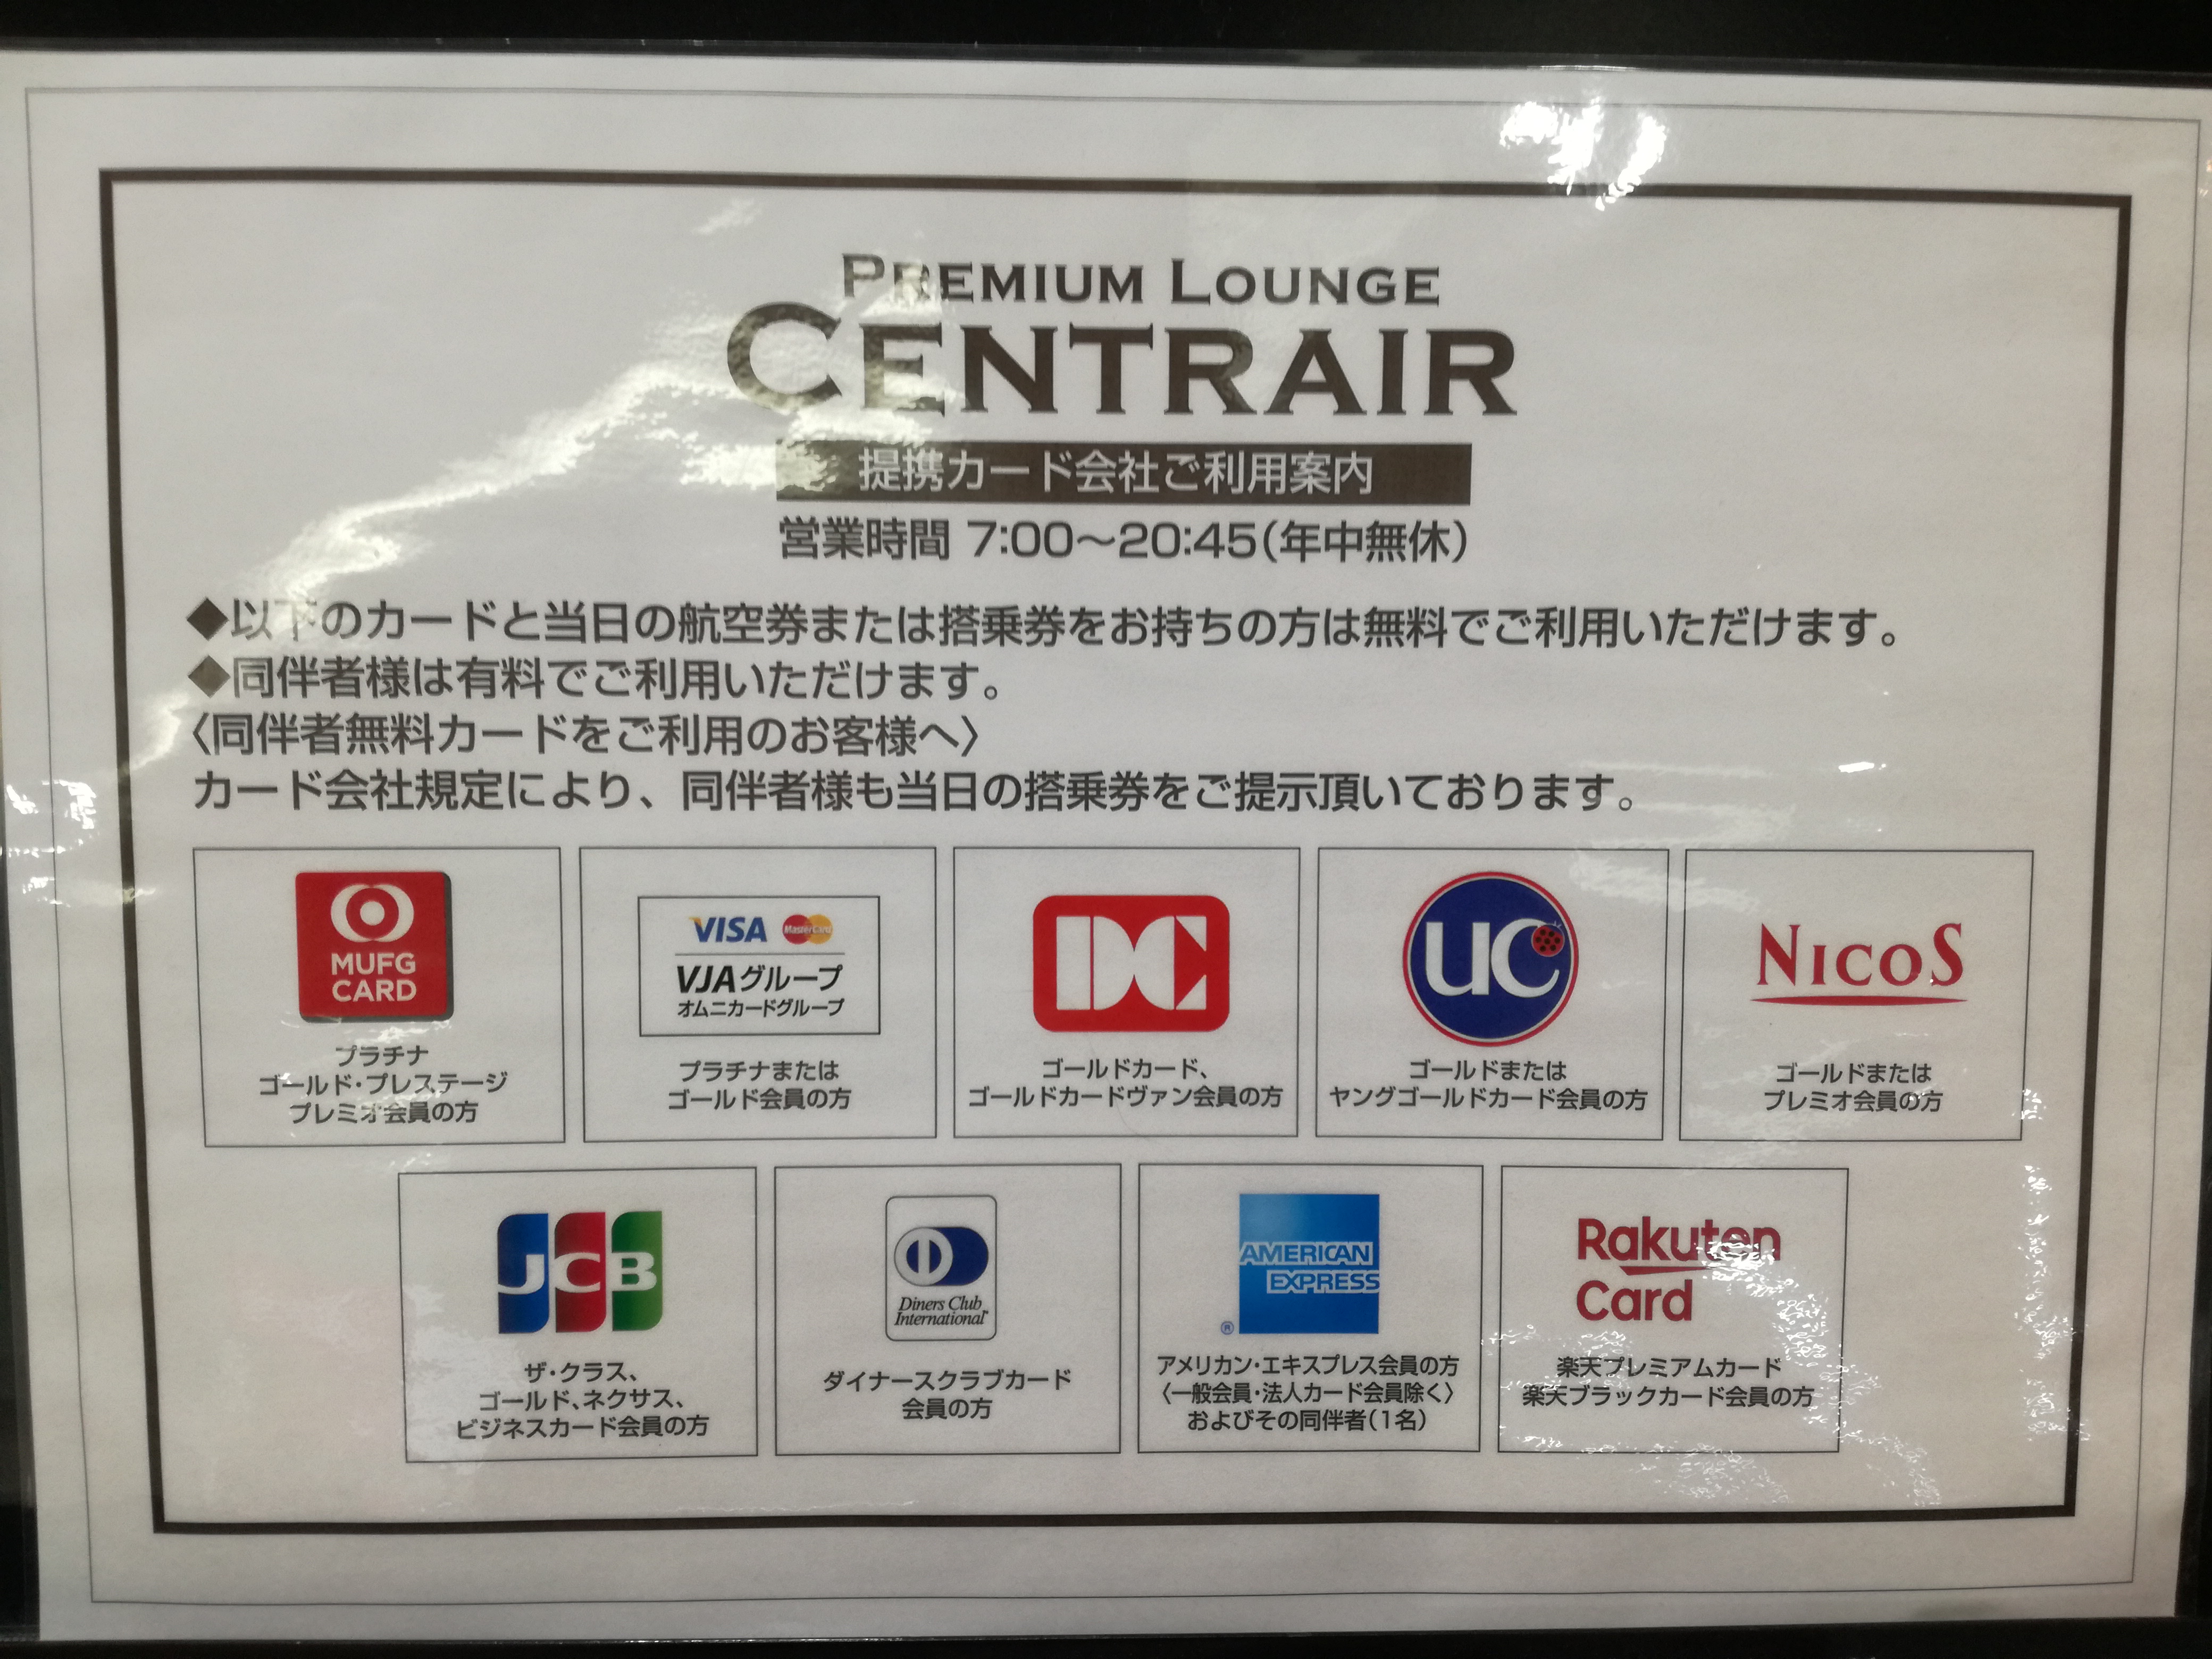 PREMIUM LOUNGE
CENTRAIR
提携カード会社ご利用案内
営業時間 7:00〜20:45(年中無休)
◆以下のカードと当日の航空券または搭乗券をお持ちの方は無料でご利用いただけます。
◆同伴者様は有料でご利用いただけます。
〈同伴者無料カードをご利用のお客様へ〉
カード会社規定により、同伴者様も当日の搭乗券をご提示頂いております。
MUFG
CARD
プラチナ
ゴールド・プレステージ
プレミオ会員の方
VISA MasterCard
VJAグループ
オムニカードグループ
プラチナまたは
ゴールド会員の方
DC
ゴールドカード、
ゴールドカードヴァン会員の方
UC
ゴールドまたは
ヤングゴールドカード会員の方
NICOS
ゴールドまたは
プレミオ会員の方
JCB
ザ・クラス、
ゴールド、ネクサス、
ビジネスカード会員の方
Diners Club
International
ダイナースクラブカード
会員の方
AMERICAN
EXPRESS
®
アメリカン・エキスプレス会員の方
〈一般会員・法人カード会員除く〉
およびその同伴者(1名)
Rakuten
Card
楽天プレミアムカード
楽天ブラックカード会員の方